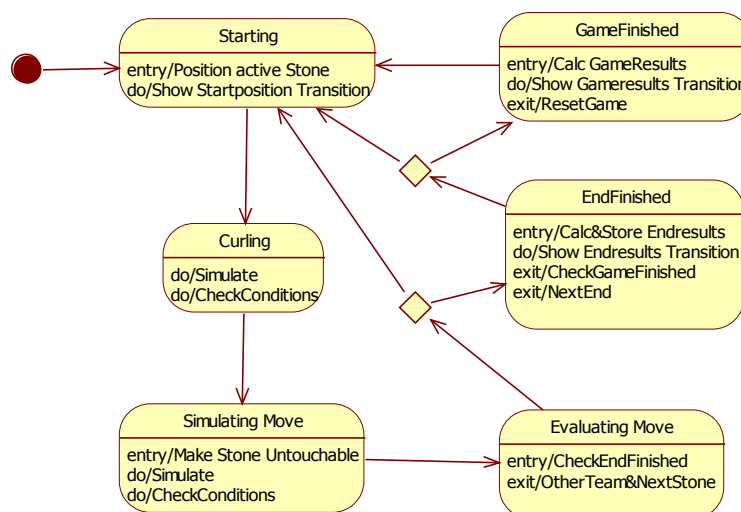 Starting
entry/Position active Stone
do/Show Startposition Transition
GameFinished
entry/Calc GameResults
do/Show Gameresults Transition
exit/ResetGame
Curling
do/Simulate
do/CheckConditions
EndFinished
entry/Calc&Store Endresults
do/Show Endresults Transition
exit/CheckGameFinished
exit/NextEnd
Simulating Move
entry/Make Stone Untouchable
do/Simulate
do/CheckConditions
Evaluating Move
entry/CheckEndFinished
exit/OtherTeam&NextStone